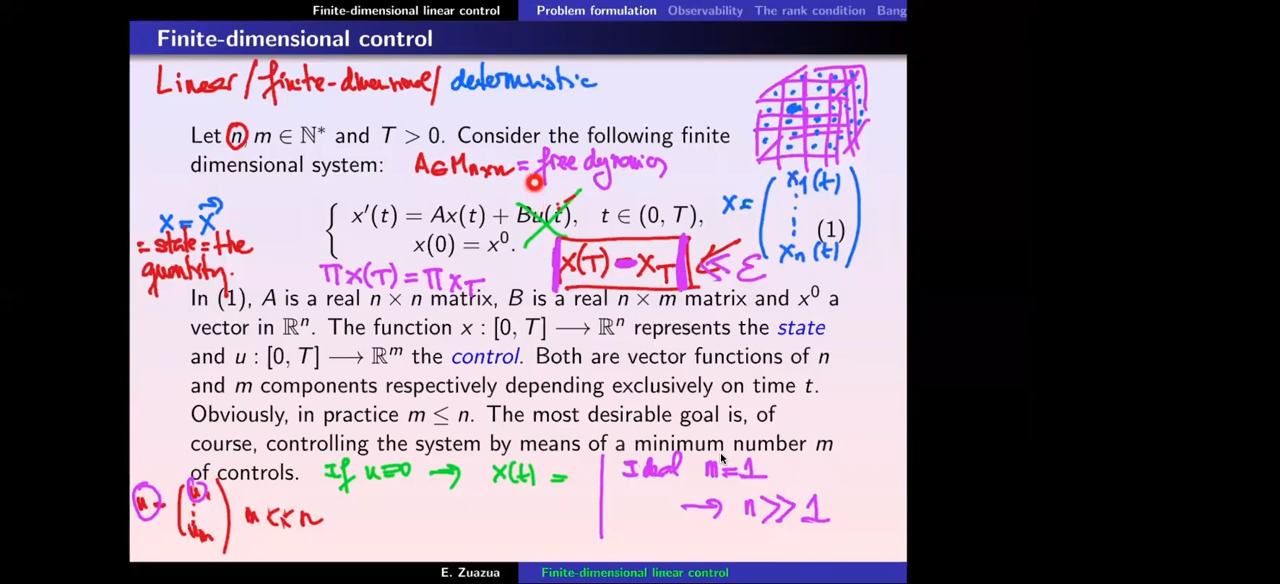 Finite-dimensional linear control Problem formulation Observability The rank condition Bang
Finite-dimensional control
Linear/finite-dimensional/deterministic
Let n, m ∈ ℕ* and T > 0. Consider the following finite
dimensional system: A∈M_{n×n} = free dynamics
x'(t) = Ax(t) + Bu(t), t ∈ (0, T),
x(0) = x⁰. (1)
x = x⃗
= state = the
quantity.
x = (x₁(t)
⋮
xₙ(t))
x(T) - x_T ≤ ε
Πx(T) = Πx_T
In (1), A is a real n × n matrix, B is a real n × m matrix and x⁰ a
vector in ℝⁿ. The function x : [0, T] ⟶ ℝⁿ represents the state
and u : [0, T] ⟶ ℝᵐ the control. Both are vector functions of n
and m components respectively depending exclusively on time t.
Obviously, in practice m ≤ n. The most desirable goal is, of
course, controlling the system by means of a minimum number m
of controls. If u≡0 → x(t) =
Ideal m=1
→ n>>1
u = (u₁
⋮
uₘ) m<<n
E. Zuazua Finite-dimensional linear control